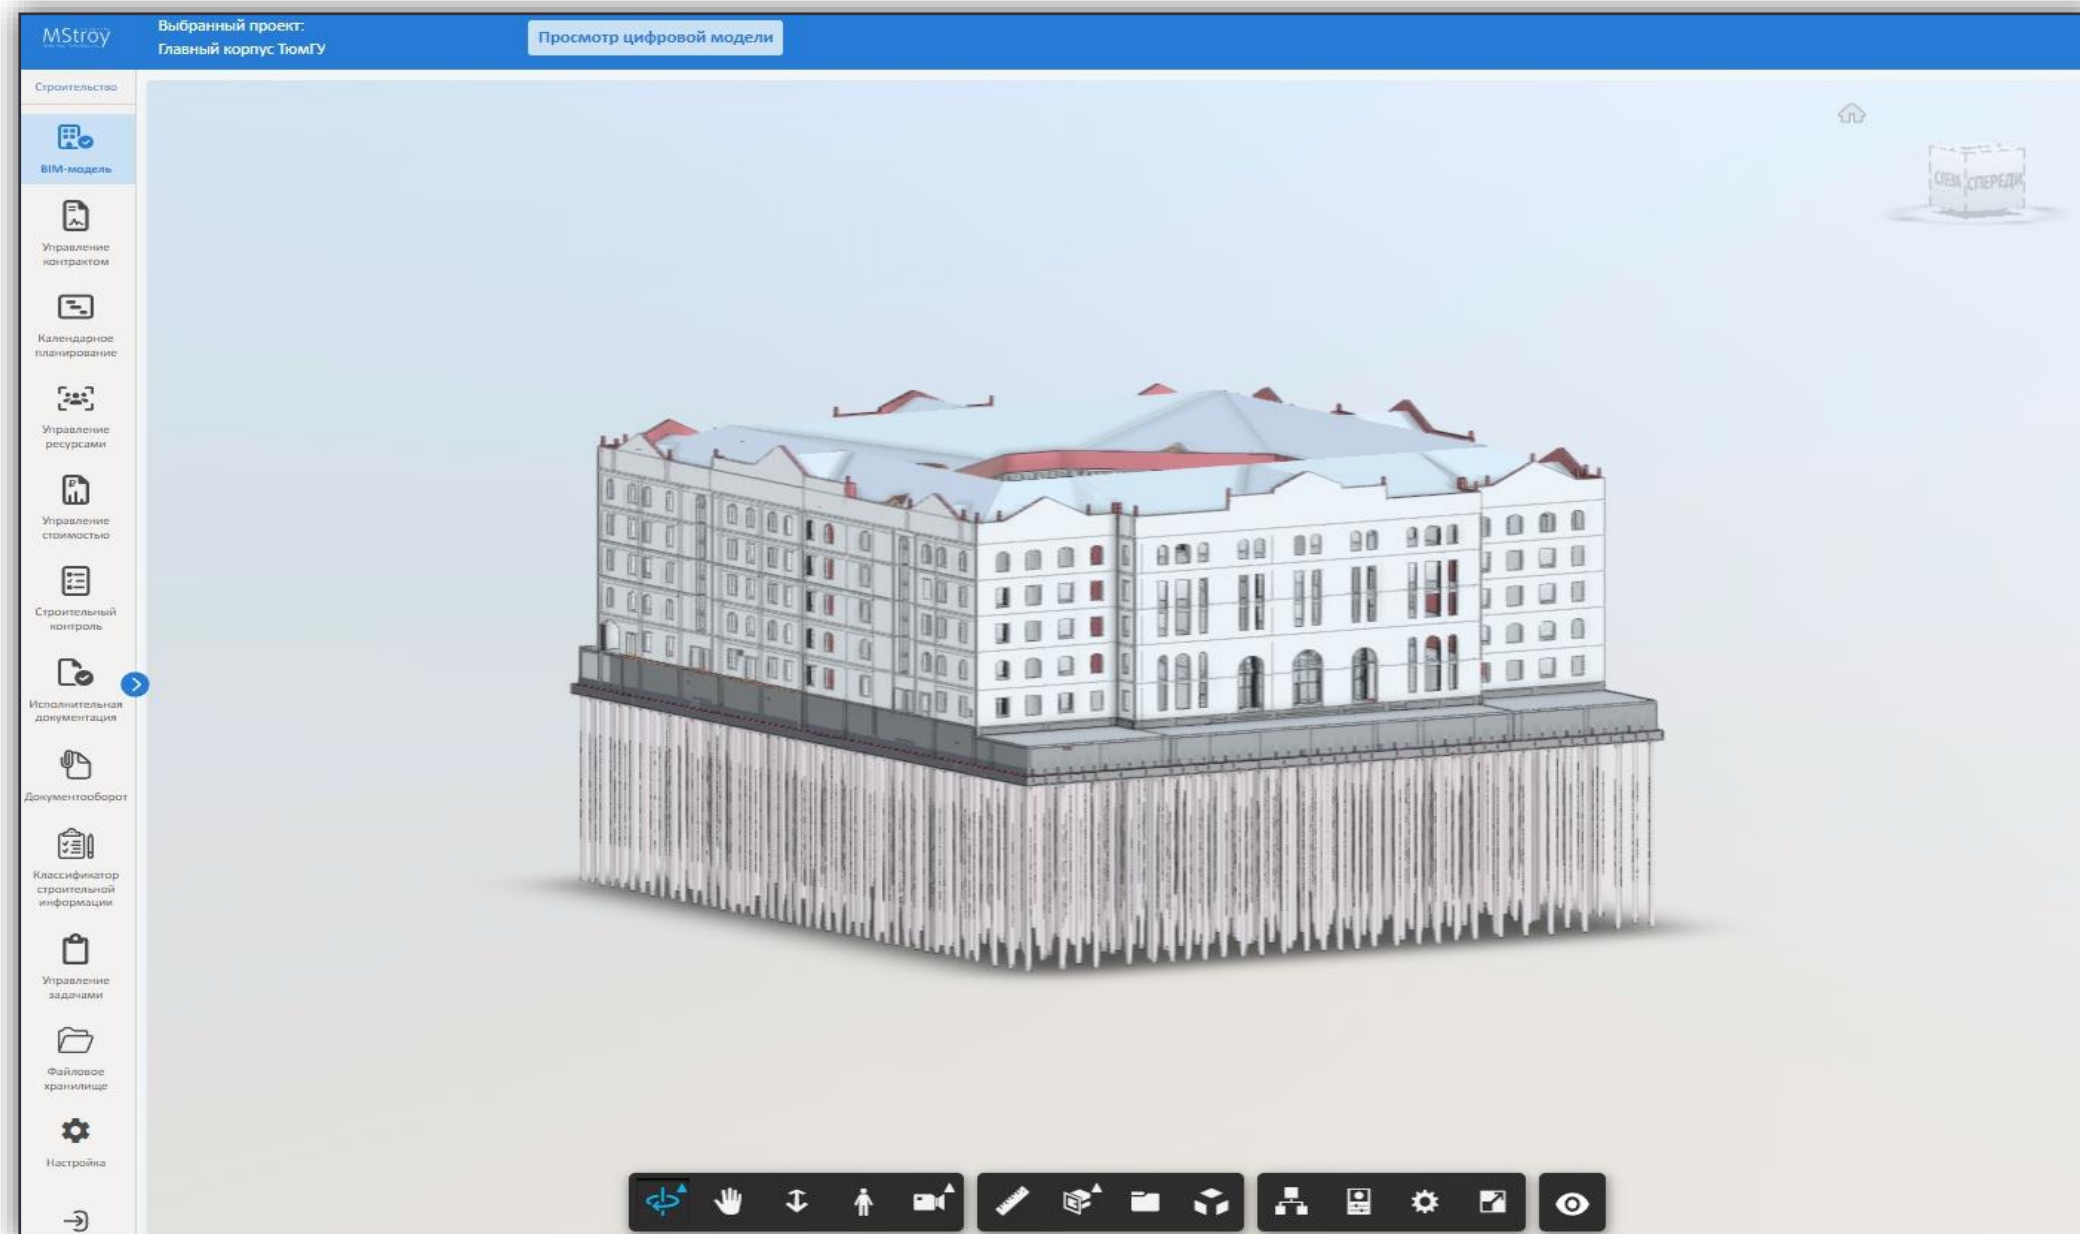 MStroy
Выбранный проект:
Главный корпус ТюмГУ
Просмотр цифровой модели
Строительство
BIM-модель
Управление
контрактом
Календарное
планирование
Управление
ресурсами
Управление
стоимостью
Строительный
контроль
Исполнительная
документация
Документооборот
Классификатор
строительной
информации
Управление
задачами
Файловое
хранилище
Настройка
СПЕРЕДИ